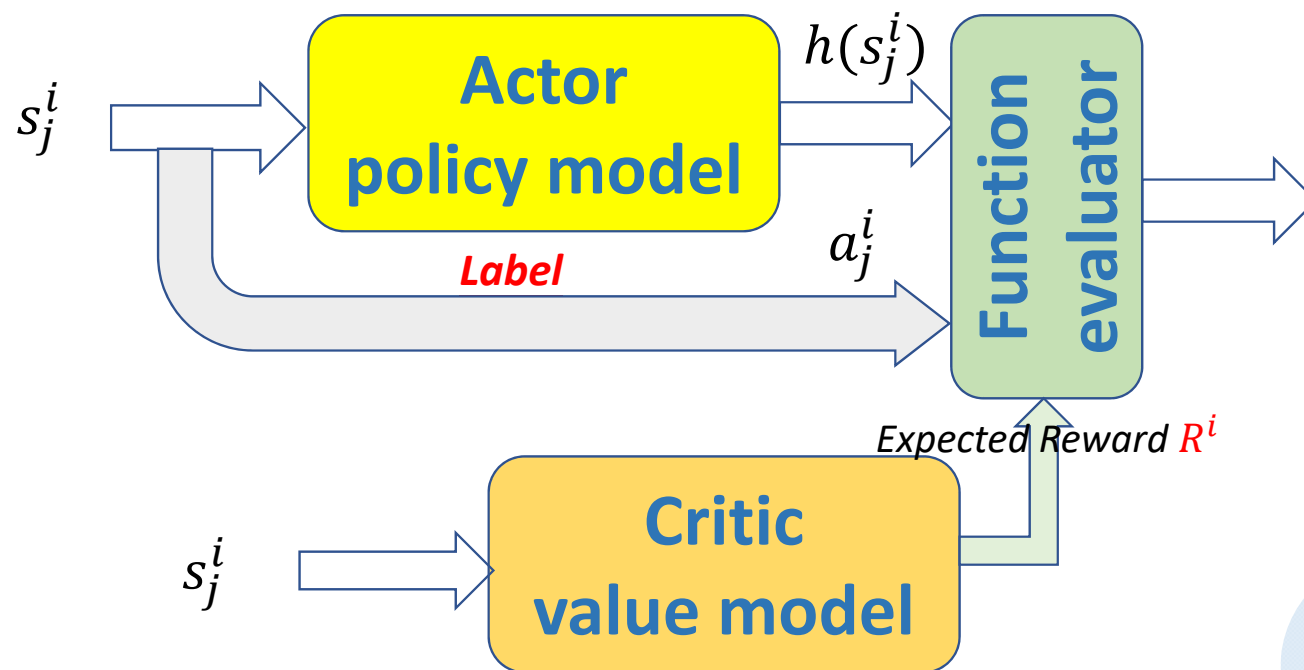 s_j^i
Actor
policy model
h(s_j^i)
Function
evaluator
Label
a_j^i
Expected Reward R^i
s_j^i
Critic
value model